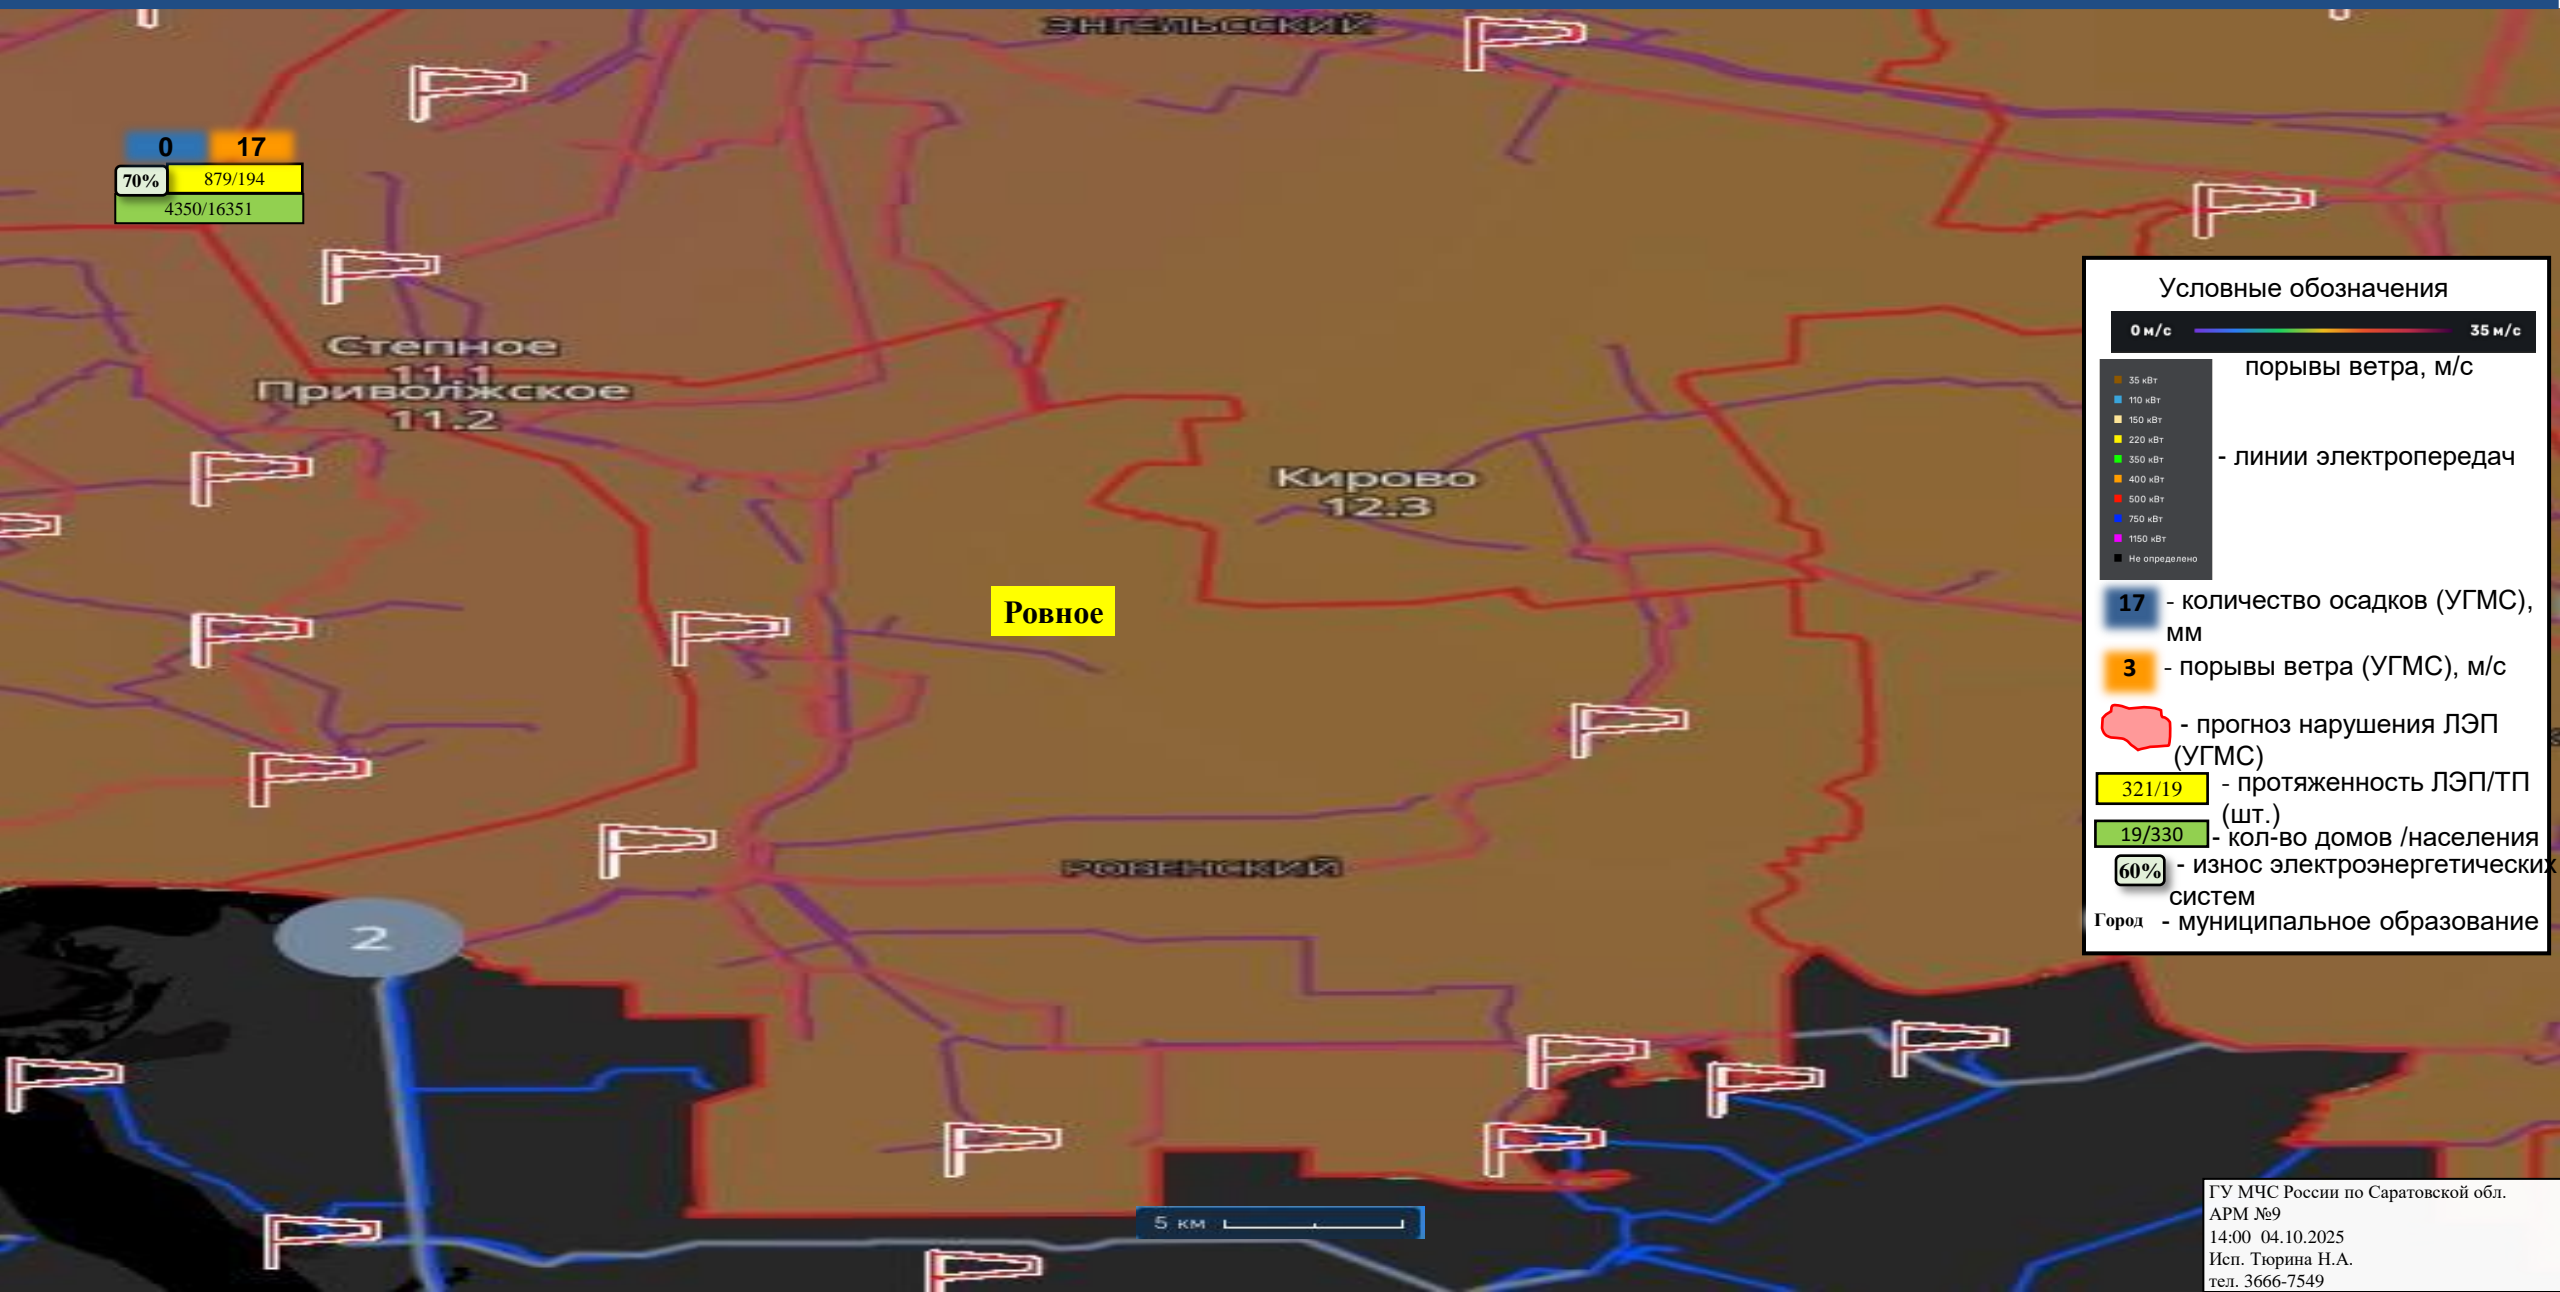 ЭНГЕЛЬССКИЙ
0 17
70% 879/194
4350/16351
Степное
11.1
Приволжское
11.2
Кирово
12.3
Ровное
РОВЕНСКИЙ
2
5 км
Условные обозначения
0 м/с 35 м/с
порывы ветра, м/с
35 кВт
110 кВт
150 кВт
220 кВт
350 кВт
400 кВт
500 кВт
750 кВт
1150 кВт
Не определено
- линии электропередач
17 - количество осадков (УГМС),
мм
3 - порывы ветра (УГМС), м/с
- прогноз нарушения ЛЭП
(УГМС)
321/19 - протяженность ЛЭП/ТП
(шт.)
19/330 - кол-во домов /населения
60% - износ электроэнергетических
систем
Город - муниципальное образование
ГУ МЧС России по Саратовской обл.
АРМ №9
14:00 04.10.2025
Исп. Тюрина Н.А.
тел. 3666-7549